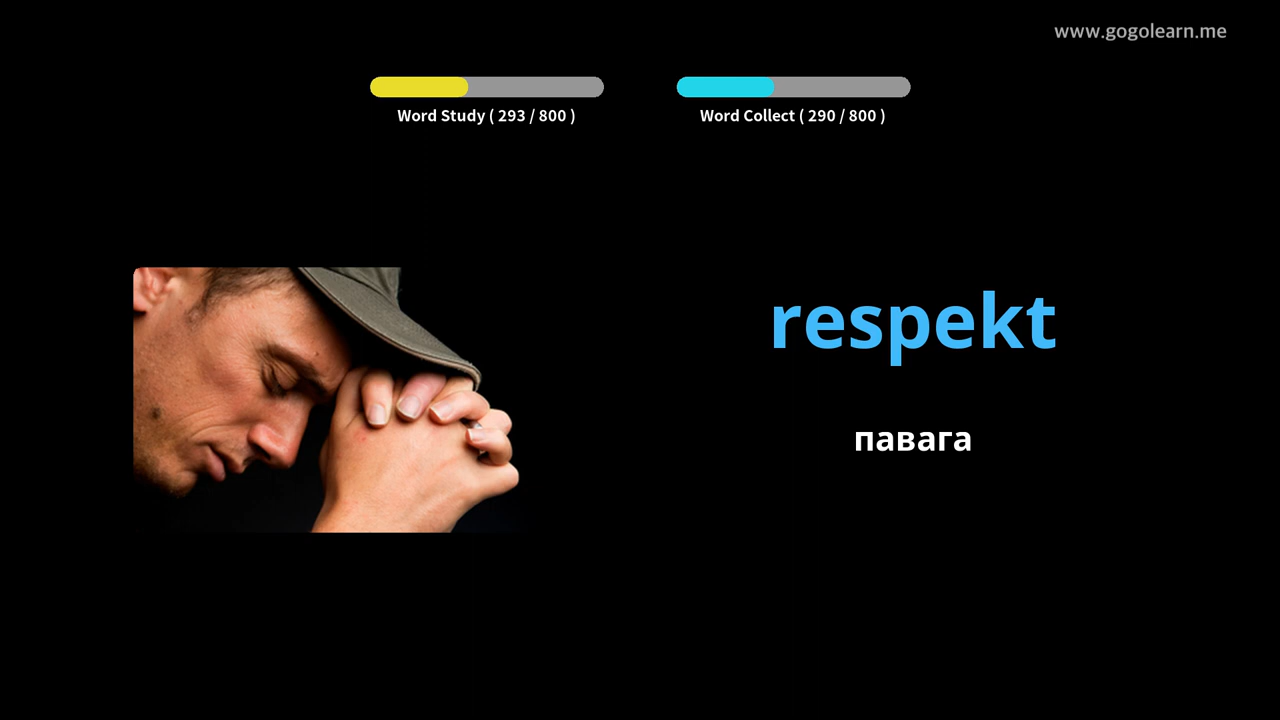 www.gogolearn.me
Word Study ( 293 / 800 )
Word Collect ( 290 / 800 )
respekt
павага